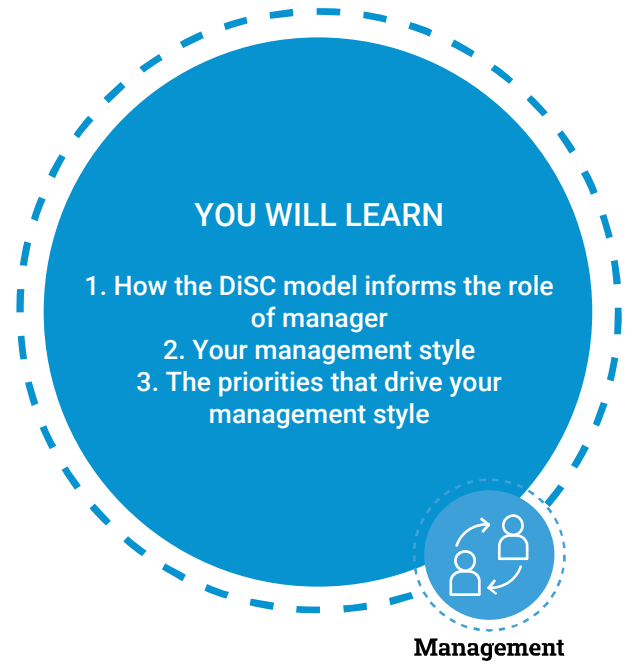 YOU WILL LEARN
1. How the DiSC model informs the role
of manager
2. Your management style
3. The priorities that drive your
management style
Management